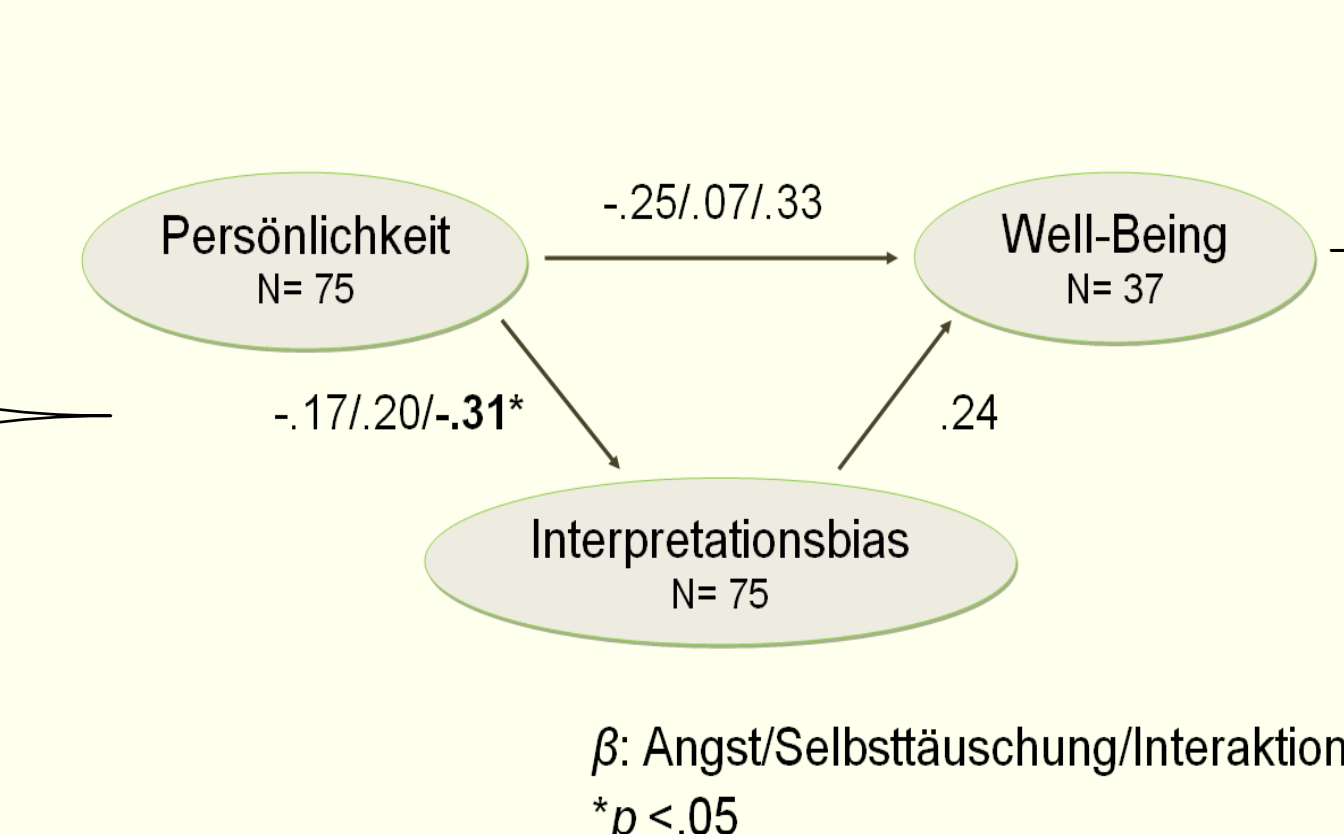 -.25/.07/.33
Persönlichkeit
N= 75
Well-Being
N= 37
-.17/.20/-.31*
.24
Interpretationsbias
N= 75
β: Angst/Selbsttäuschung/Interaktion
*p <.05